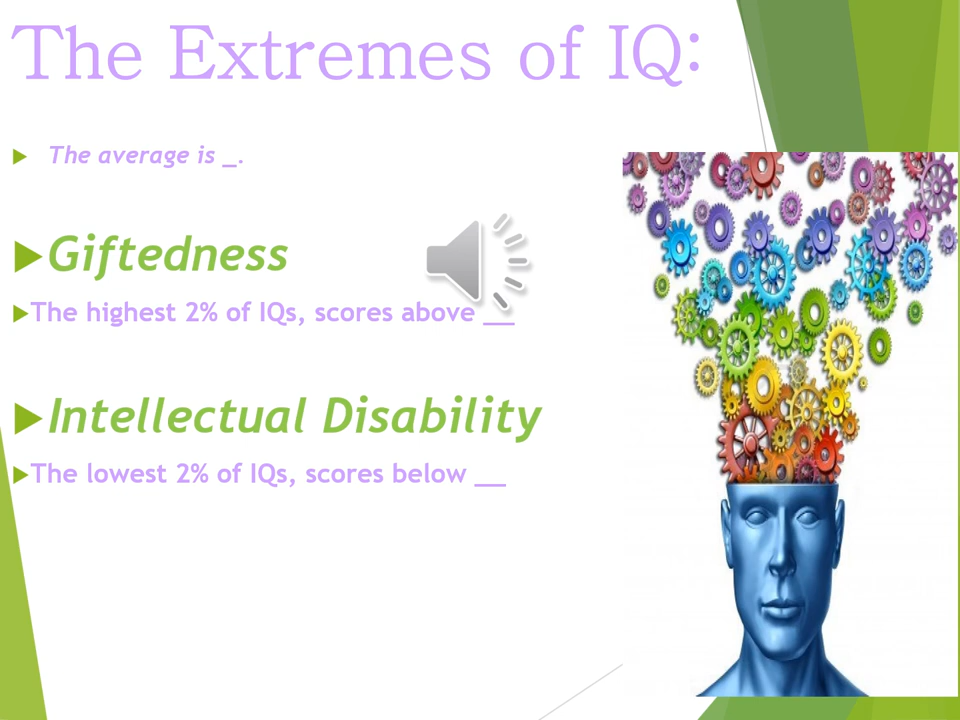 The Extremes of IQ:
The average is _.
Giftedness
The highest 2% of IQs, scores above __
Intellectual Disability
The lowest 2% of IQs, scores below __